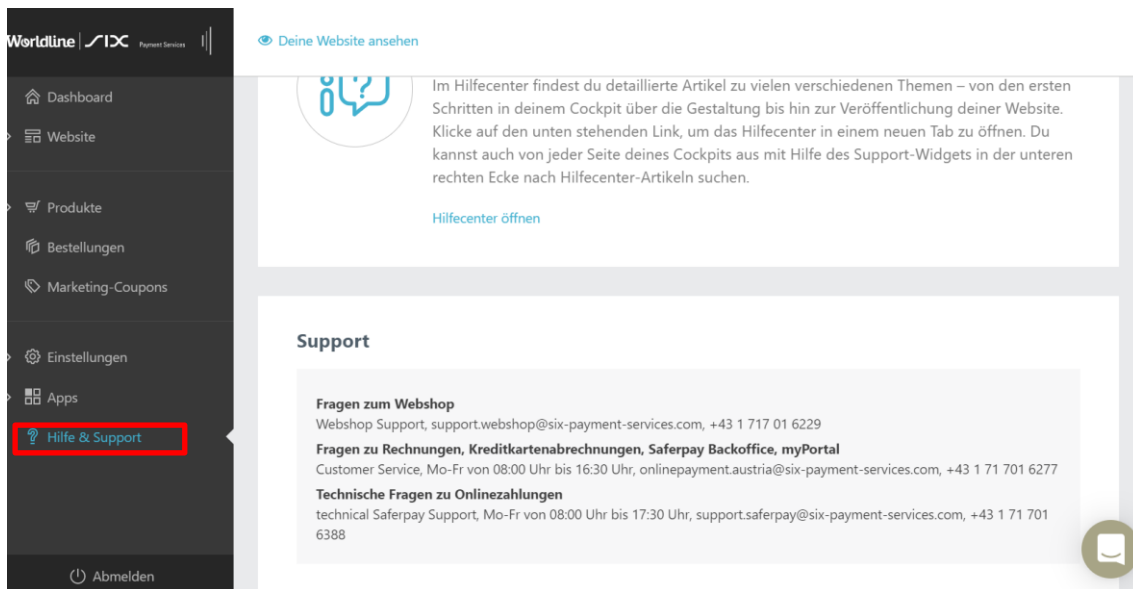 Worldline SIX Payment Services
Deine Website ansehen
Dashboard
Website
Produkte
Bestellungen
Marketing-Coupons
Einstellungen
Apps
Hilfe & Support
Abmelden
Im Hilfecenter findest du detaillierte Artikel zu vielen verschiedenen Themen – von den ersten
Schritten in deinem Cockpit über die Gestaltung bis hin zur Veröffentlichung deiner Website.
Klicke auf den unten stehenden Link, um das Hilfecenter in einem neuen Tab zu öffnen. Du
kannst auch von jeder Seite deines Cockpits aus mit Hilfe des Support-Widgets in der unteren
rechten Ecke nach Hilfecenter-Artikeln suchen.
Hilfecenter öffnen
Support
Fragen zum Webshop
Webshop Support, support.webshop@six-payment-services.com, +43 1 717 01 6229
Fragen zu Rechnungen, Kreditkartenabrechnungen, Saferpay Backoffice, myPortal
Customer Service, Mo-Fr von 08:00 Uhr bis 16:30 Uhr, onlinepayment.austria@six-payment-services.com, +43 1 71 701 6277
Technische Fragen zu Onlinezahlungen
technical Saferpay Support, Mo-Fr von 08:00 Uhr bis 17:30 Uhr, support.saferpay@six-payment-services.com, +43 1 71 701
6388